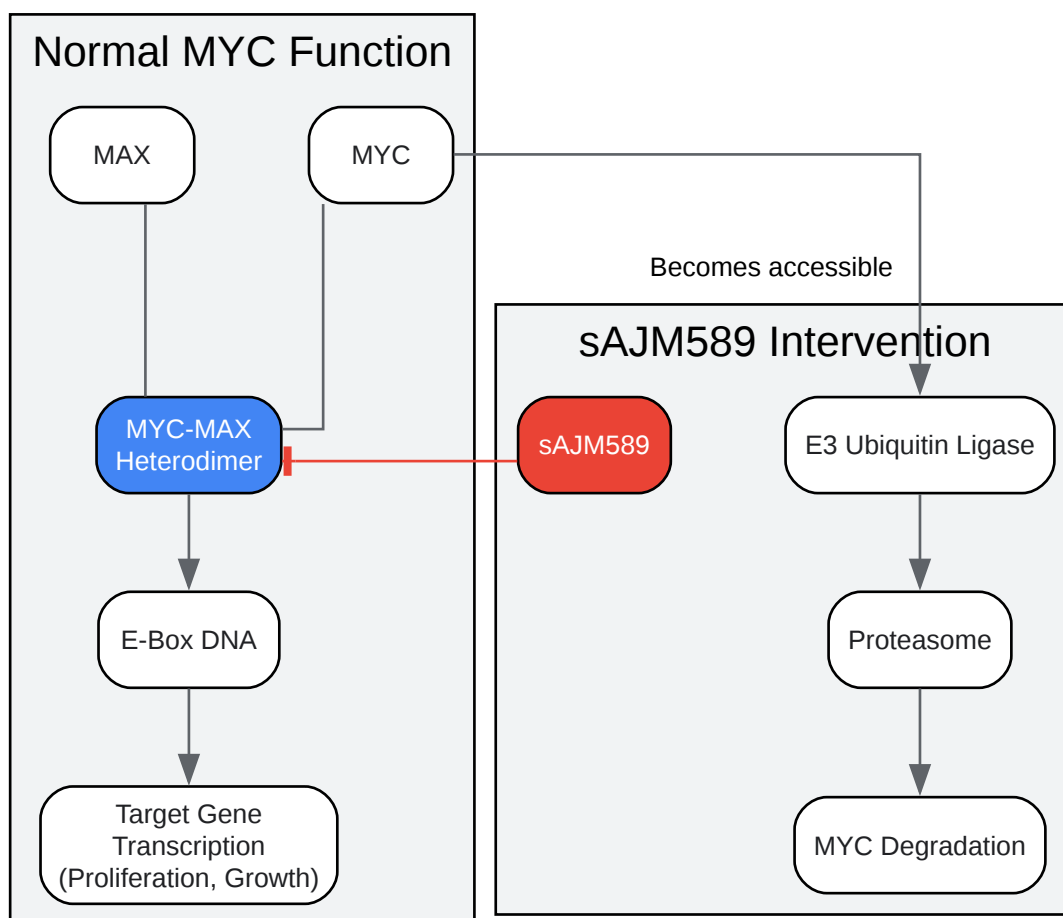 Normal MYC Function
MAX
MYC
Becomes accessible
sAJM589 Intervention
MYC-MAX
Heterodimer
sAJM589
E3 Ubiquitin Ligase
E-Box DNA
Proteasome
Target Gene
Transcription
(Proliferation, Growth)
MYC Degradation